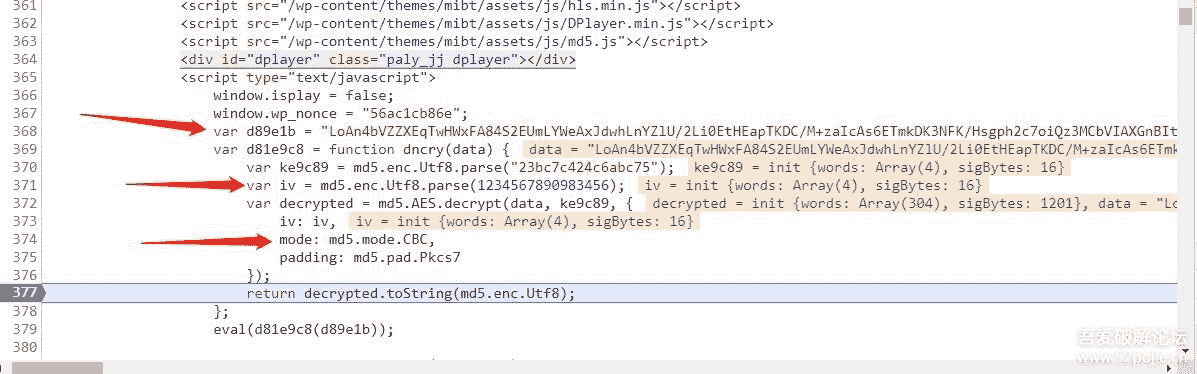 361 <script src="/wp-content/themes/mibt/assets/js/hls.min.js"></script>
362 <script src="/wp-content/themes/mibt/assets/js/DPlayer.min.js"></script>
363 <script src="/wp-content/themes/mibt/assets/js/md5.js"></script>
364 <div id="dplayer" class="paly_jj dplayer"></div>
365 <script type="text/javascript">
366 window.isplay = false;
367 window.wp_nonce = "56ac1cb86e";
368 var d89e1b = "LoAn4bVZZXEqTwHWxFA84S2EUmLYWeAxJdwhLnYZlU/2Li0EtHEapTKDC/M+zaIcAs6ETmkDK3NFK/Hsgph2c7oiQz3MCbVIAXGnBIt
369 var d81e9c8 = function dncry(data) { data = "LoAn4bVZZXEqTwHWxFA84S2EUmLYWeAxJdwhLnYZlU/2Li0EtHEapTKDC/M+zaIcAs6ETmk
370 var ke9c89 = md5.enc.Utf8.parse("23bc7c424c6abc75"); ke9c89 = init {words: Array(4), sigBytes: 16}
371 var iv = md5.enc.Utf8.parse(1234567890983456); iv = init {words: Array(4), sigBytes: 16}
372 var decrypted = md5.AES.decrypt(data, ke9c89, { decrypted = init {words: Array(304), sigBytes: 1201}, data = "Lo
373 iv: iv, iv = init {words: Array(4), sigBytes: 16}
374 mode: md5.mode.CBC,
375 padding: md5.pad.Pkcs7
376 });
377 return decrypted.toString(md5.enc.Utf8);
378 };
379 eval(d81e9c8(d89e1b));
380
吾爱破解论坛
www.52pojie.cn